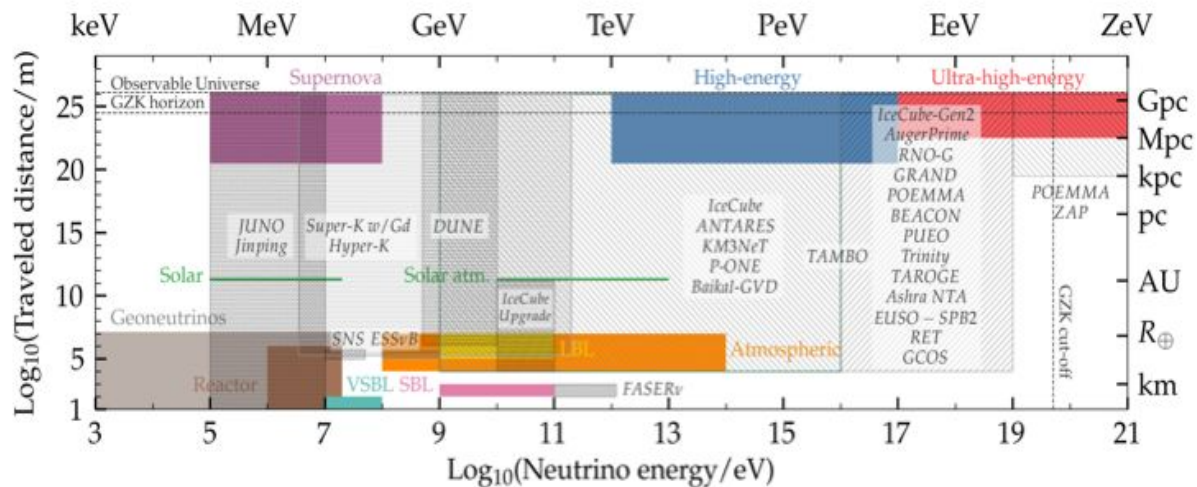 keV MeV GeV TeV PeV EeV ZeV
Observable Universe
Supernova
High-energy
Ultra-high-energy
GZK horizon
25
20
15
10
5
1
Log10(Traveled distance/m)
Gpc
Mpc
kpc
pc
AU
R⊕
km
IceCube-Gen2
AugerPrime
RNO-G
GRAND
POEMMA
BEACON
PUEO
Trinity
TAROGE
Ashra NTA
EUSO – SPB2
RET
GCOS
POEMMA
ZAP
JUNO
Jinping
Super-K w/Gd
Hyper-K
DUNE
IceCube
ANTARES
KM3NeT
P-ONE
Baikal-GVD
TAMBO
Solar
Solar atm.
IceCube
Upgrade
Geoneutrinos
SNS ESSνB
LBL
Atmospheric
Reactor
VSBL
SBL
FASERν
GZK cut-off
3 5 7 9 11 13 15 17 19 21
Log10(Neutrino energy/eV)